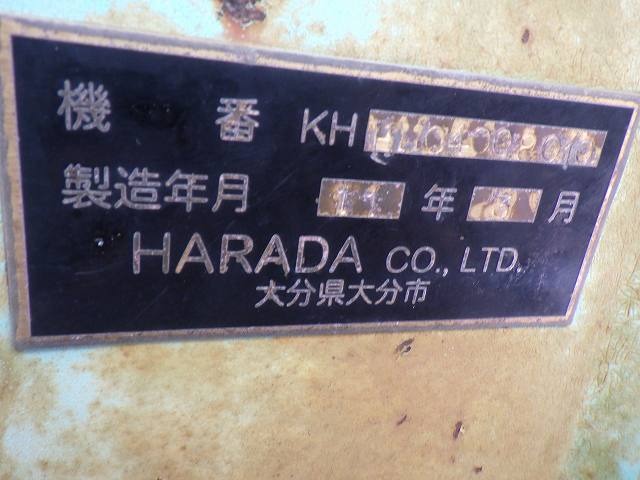 機 番 KH
製造年月 11 年 月
HARADA CO., LTD.
大分県大分市